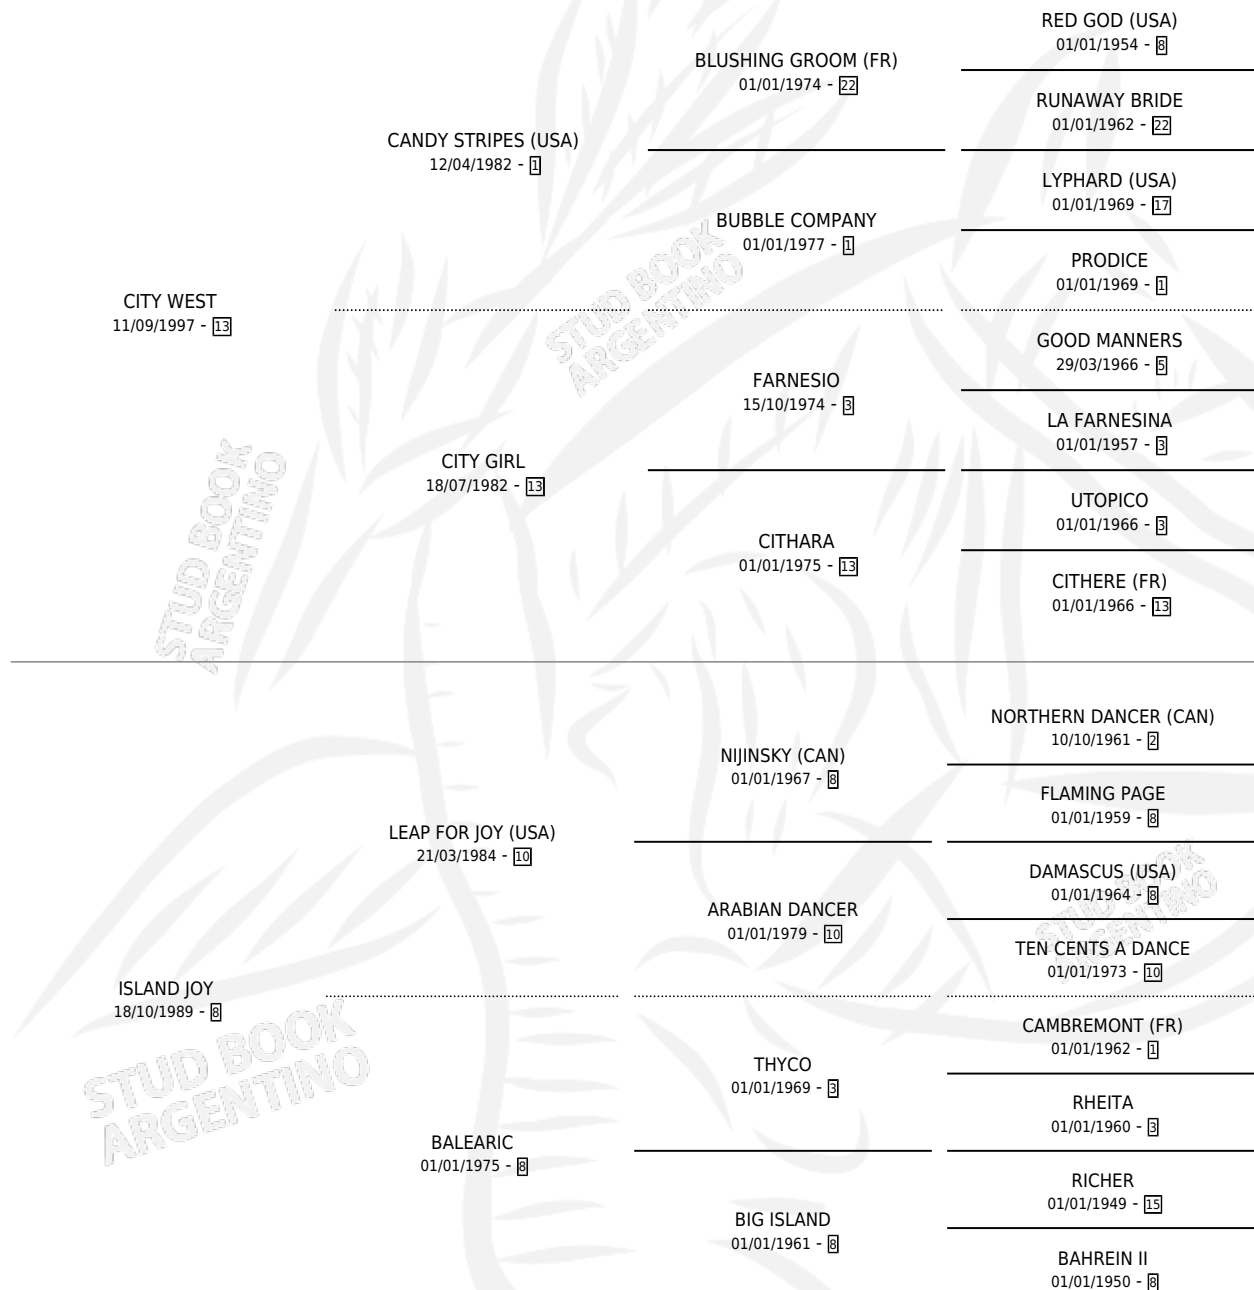 RED GOD (USA)
01/01/1954 - 8
BLUSHING GROOM (FR)
01/01/1974 - 22
RUNAWAY BRIDE
01/01/1962 - 22
CANDY STRIPES (USA)
12/04/1982 - 1
LYPHARD (USA)
01/01/1969 - 17
BUBBLE COMPANY
01/01/1977 - 1
PRODICE
01/01/1969 - 1
CITY WEST
11/09/1997 - 13
GOOD MANNERS
29/03/1966 - 5
FARNESIO
15/10/1974 - 3
LA FARNESINA
01/01/1957 - 3
CITY GIRL
18/07/1982 - 13
UTOPICO
01/01/1966 - 3
CITHARA
01/01/1975 - 13
CITHERE (FR)
01/01/1966 - 13
NORTHERN DANCER (CAN)
10/10/1961 - 2
NIJINSKY (CAN)
01/01/1967 - 8
FLAMING PAGE
01/01/1959 - 8
LEAP FOR JOY (USA)
21/03/1984 - 10
DAMASCUS (USA)
01/01/1964 - 8
ARABIAN DANCER
01/01/1979 - 10
TEN CENTS A DANCE
01/01/1973 - 10
ISLAND JOY
18/10/1989 - 8
CAMBREMONT (FR)
01/01/1962 - 1
THYCO
01/01/1969 - 3
RHEITA
01/01/1960 - 3
BALEARIC
01/01/1975 - 8
RICHER
01/01/1949 - 15
BIG ISLAND
01/01/1961 - 8
BAHREIN II
01/01/1950 - 8
STUD BOOK
ARGENTINO
STUD BOOK
ARGENTINO
STUD BOOK
ARGENTINO
STUD BOOK
ARGENTINO